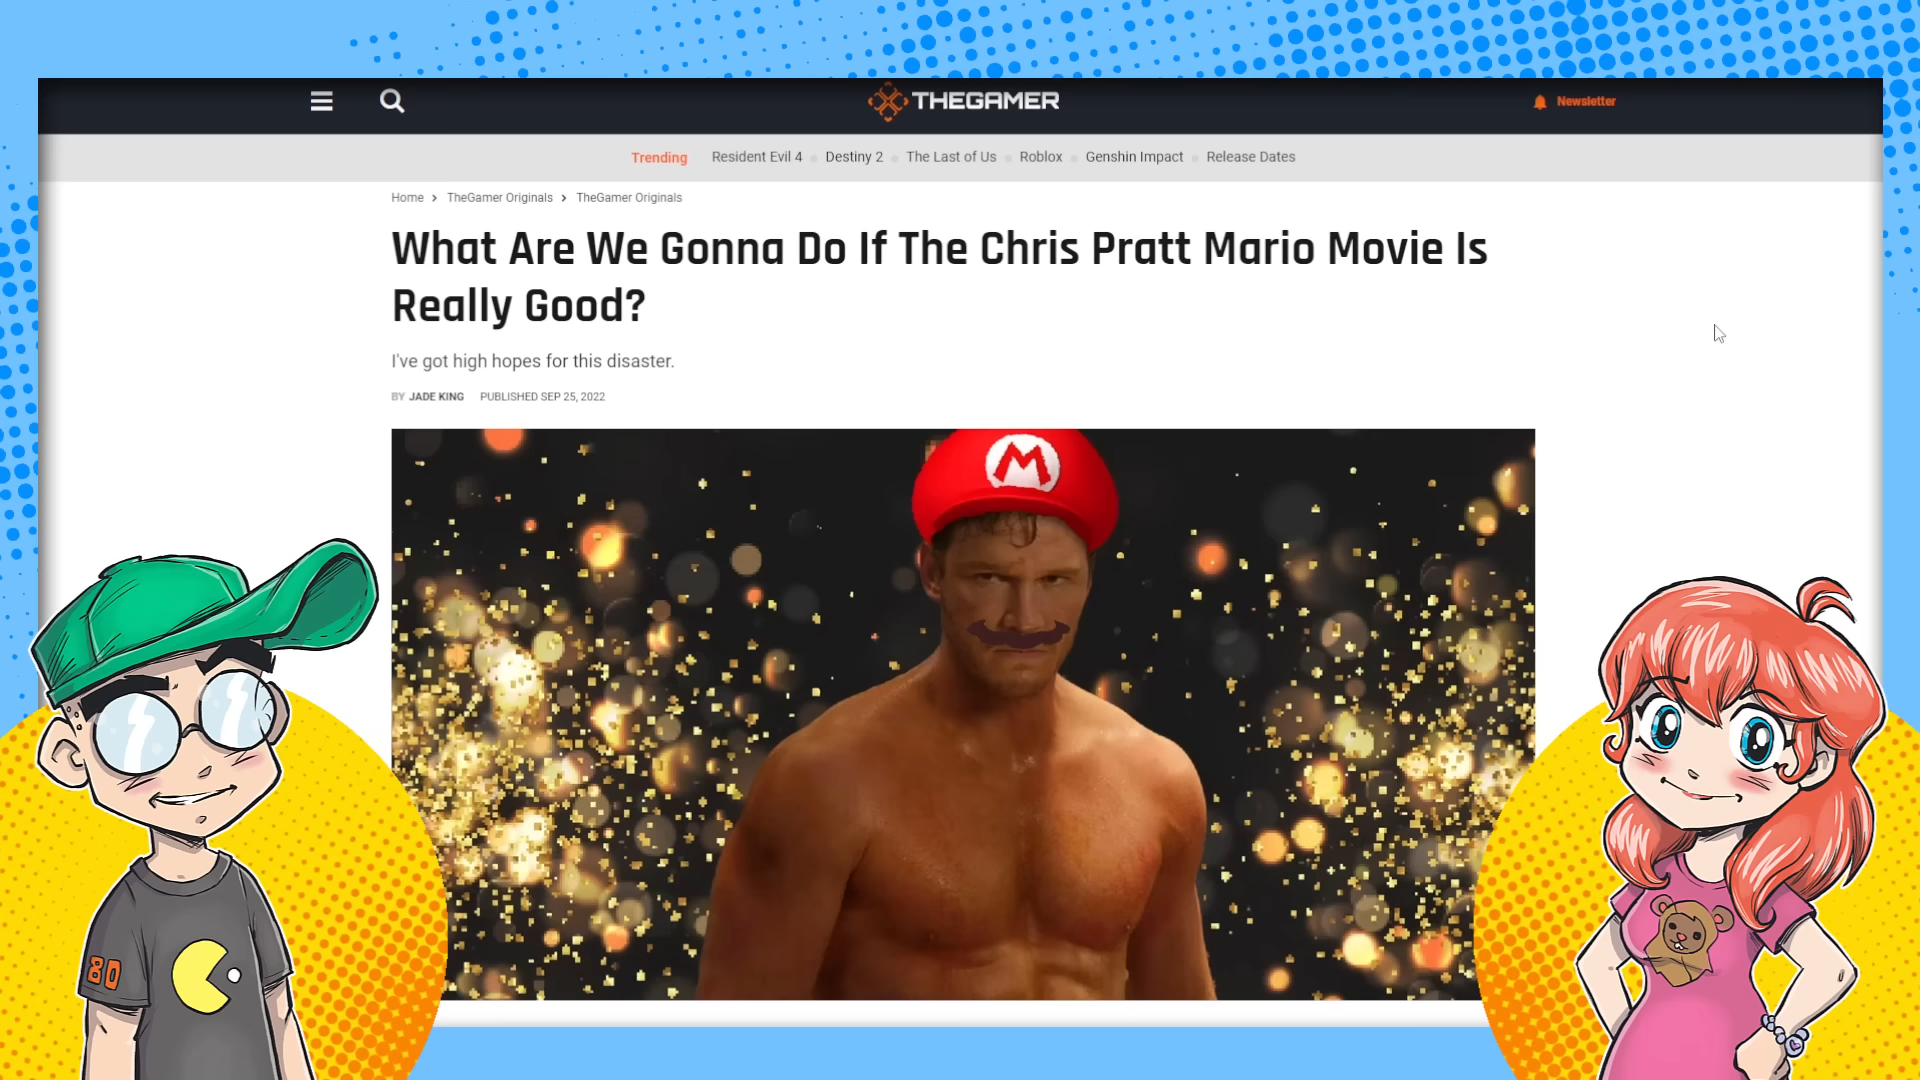 THEGAMER
Newsletter
Trending Resident Evil 4 Destiny 2 The Last of Us Roblox Genshin Impact Release Dates
Home > TheGamer Originals > TheGamer Originals
What Are We Gonna Do If The Chris Pratt Mario Movie Is
Really Good?
I've got high hopes for this disaster.
BY JADE KING PUBLISHED SEP 25, 2022
M
80